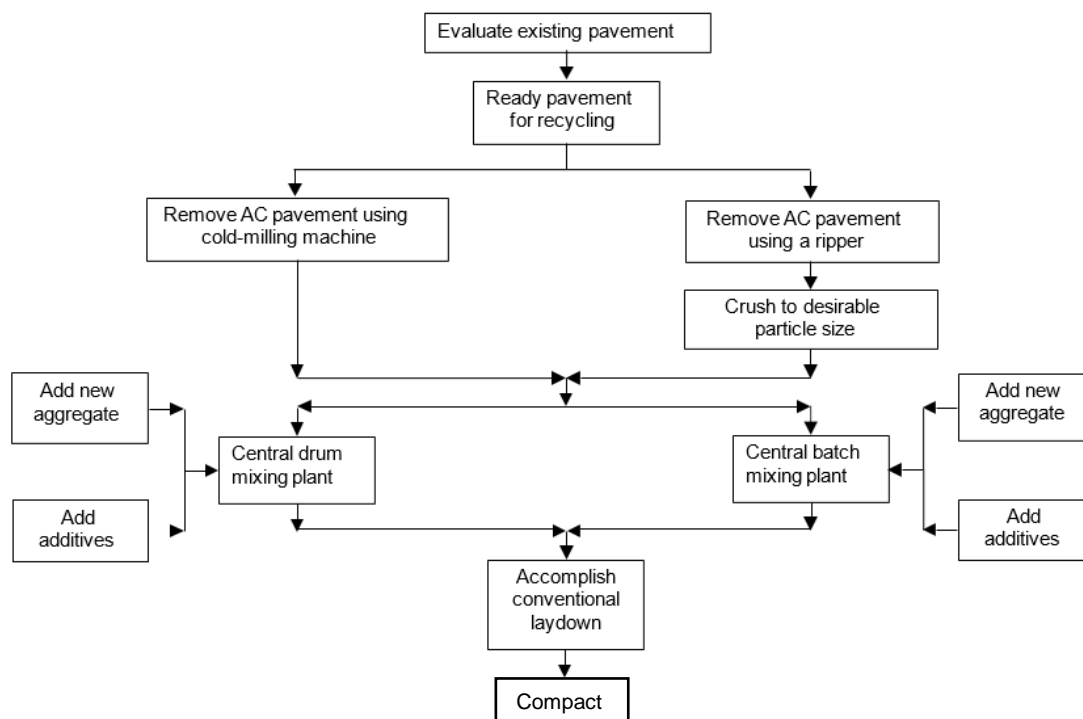 Evaluate existing pavement
Ready pavement
for recycling
Remove AC pavement using
cold-milling machine
Remove AC pavement
using a ripper
Crush to desirable
particle size
Add new
aggregate
Add new
aggregate
Central drum
mixing plant
Central batch
mixing plant
Add
additives
Add
additives
Accomplish
conventional
laydown
Compact